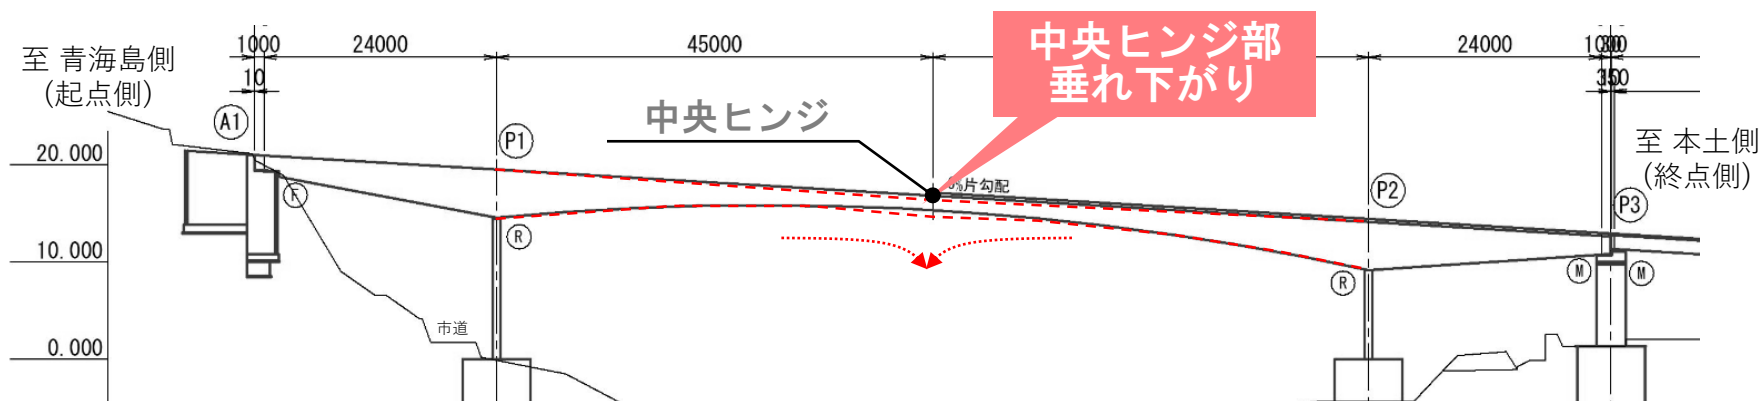 至 青海島側
(起点側)
1000
24000
45000
中央ヒンジ部
垂れ下がり
24000
10
350
中央ヒンジ
A1
P1
P2
P3
至 本土側
(終点側)
20.000
10.000
0.000
%片勾配
F
R
R
M
M
市道